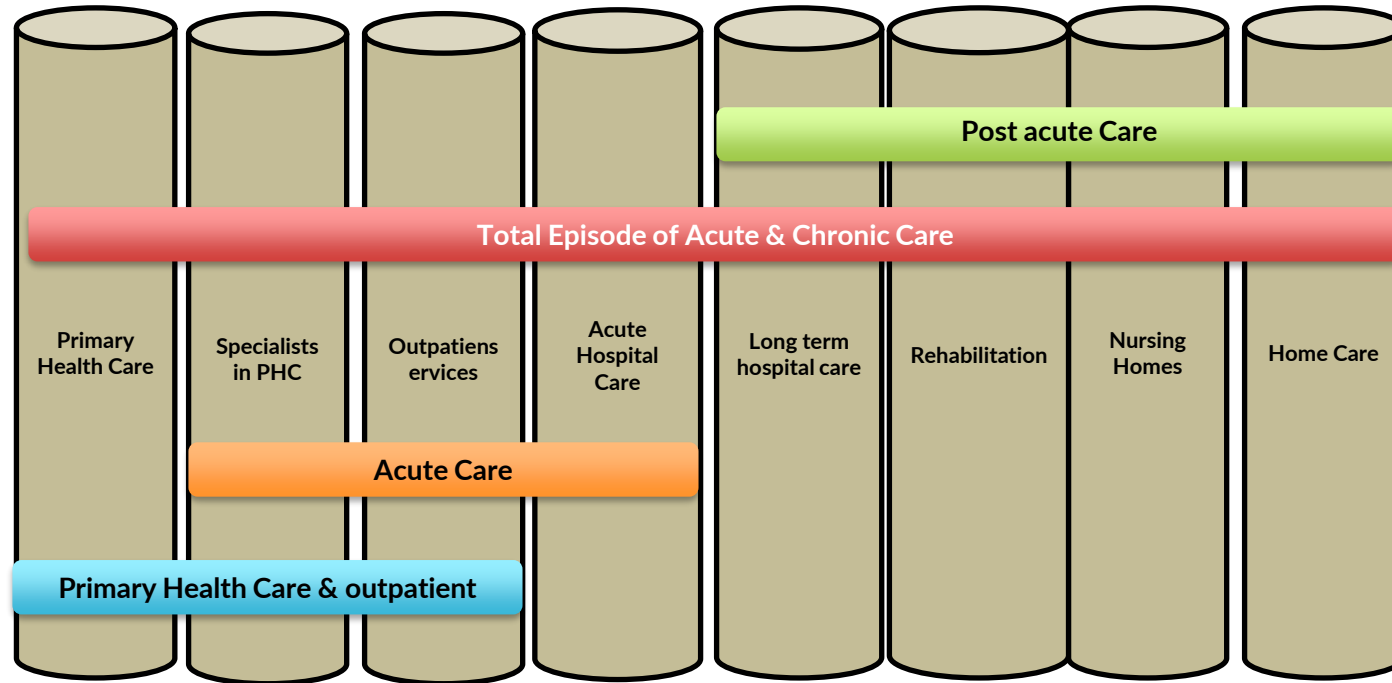 Post acute Care
Total Episode of Acute & Chronic Care
Primary
Health Care
Specialists
in PHC
Outpatiens
ervices
Acute
Hospital
Care
Long term
hospital care
Rehabilitation
Nursing
Homes
Home Care
Acute Care
Primary Health Care & outpatient